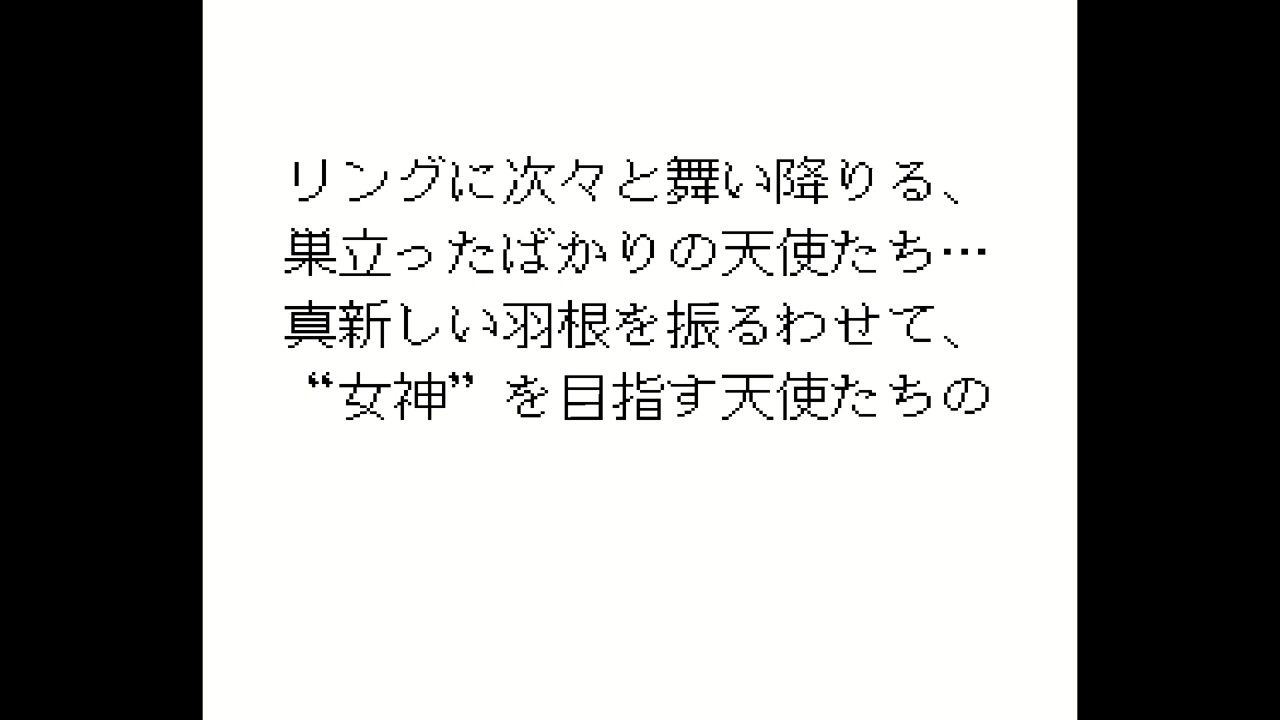 リングに次々と舞い降りる、
巣立ったばかりの天使たち…
真新しい羽根を振るわせて、
“女神”を目指す天使たちの